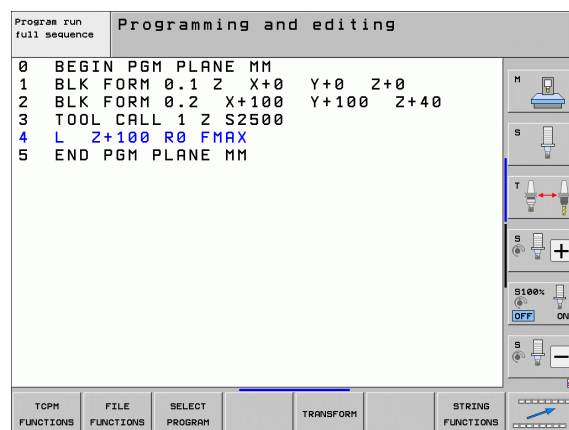 Program run
full sequence
Programming and editing
0 BEGIN PGM PLANE MM
1 BLK FORM 0.1 Z X+0 Y+0 Z+0
2 BLK FORM 0.2 X+100 Y+100 Z+40
3 TOOL CALL 1 Z S2500
4 L Z+100 R0 FMAX
5 END PGM PLANE MM
M
S
T
S
+
S100%
OFF ON
S
−
TCPM
FUNCTIONS
FILE
FUNCTIONS
SELECT
PROGRAM
TRANSFORM
STRING
FUNCTIONS